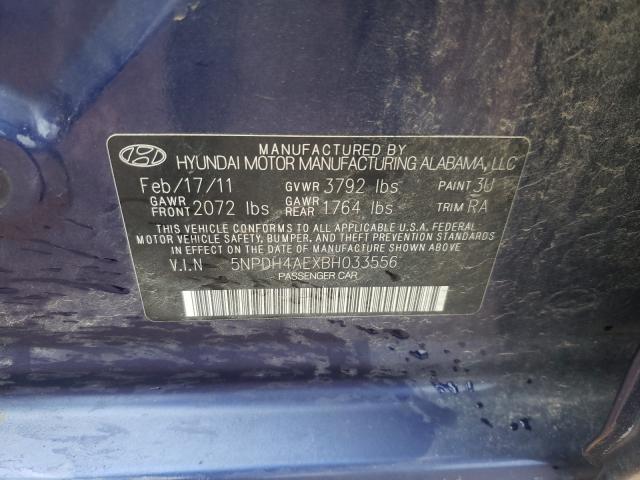 MANUFACTURED BY
HYUNDAI MOTOR MANUFACTURING ALABAMA, LLC
Feb/17/11 GVWR 3792 lbs PAINT 3U
GAWR FRONT 2072 lbs GAWR REAR 1764 lbs TRIM RA
THIS VEHICLE CONFORMS TO ALL APPLICABLE U.S.A. FEDERAL
MOTOR VEHICLE SAFETY, BUMPER, AND THEFT PREVENTION
STANDARDS IN EFFECT ON THE DATE OF MANUFACTURE SHOWN ABOVE.
V.I.N 5NPDH4AEXBH033556
PASSENGER CAR